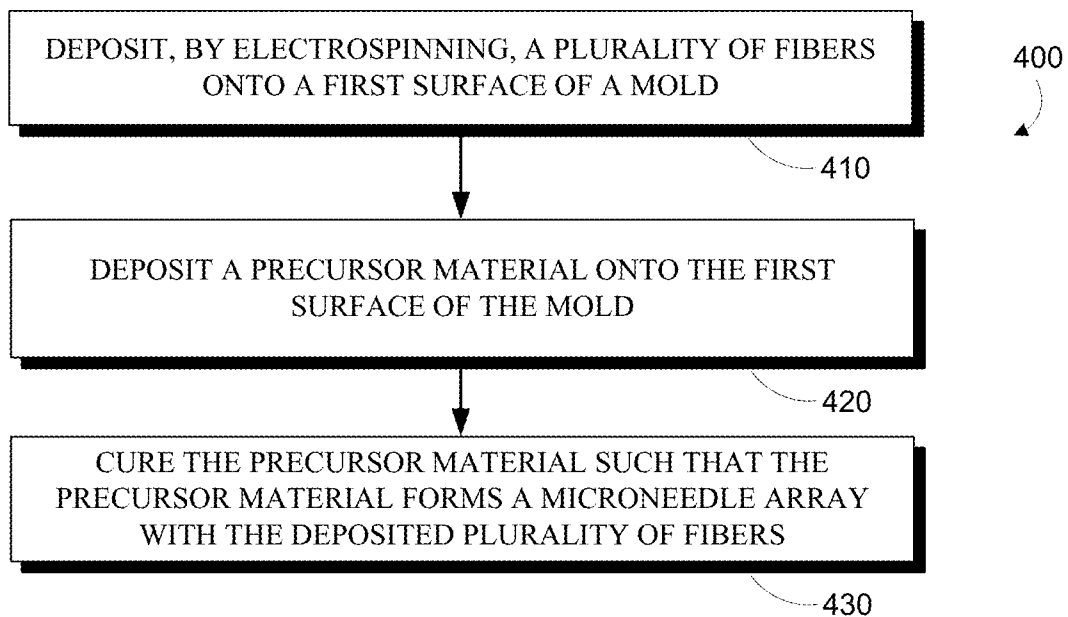 DEPOSIT, BY ELECTROSPINNING, A PLURALITY OF FIBERS
ONTO A FIRST SURFACE OF A MOLD
400
410
DEPOSIT A PRECURSOR MATERIAL ONTO THE FIRST
SURFACE OF THE MOLD
420
CURE THE PRECURSOR MATERIAL SUCH THAT THE
PRECURSOR MATERIAL FORMS A MICRONEEDLE ARRAY
WITH THE DEPOSITED PLURALITY OF FIBERS
430